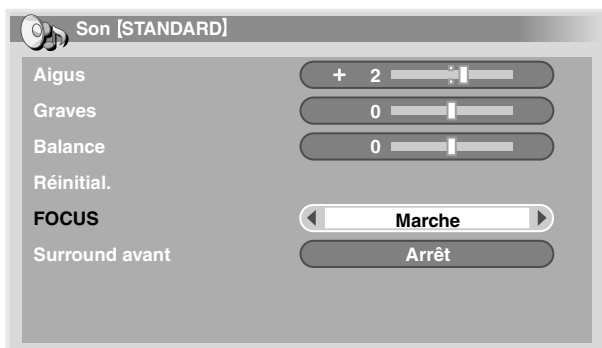 Son [STANDARD]
Aigus + 2
Graves 0
Balance 0
Réinitial.
FOCUS Marche
Surround avant Arrêt